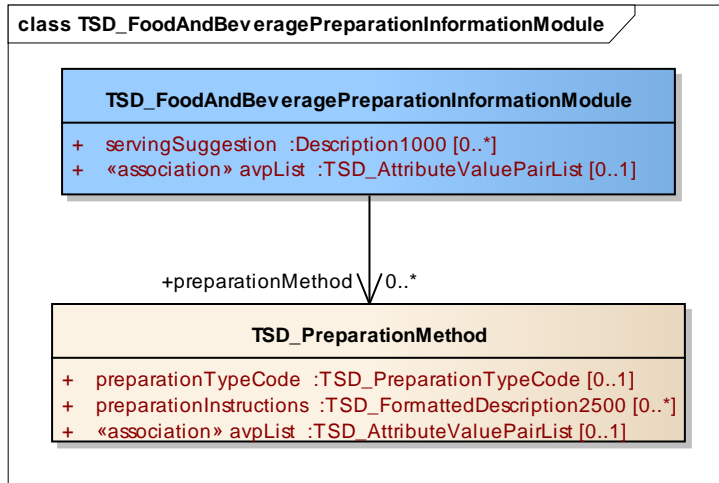 class TSD_FoodAndBeveragePreparationInformationModule
TSD_FoodAndBeveragePreparationInformationModule
+ servingSuggestion :Description1000 [0..*]
+ «association» avpList :TSD_AttributeValuePairList [0..1]
+preparationMethod 0..*
TSD_PreparationMethod
+ preparationTypeCode :TSD_PreparationTypeCode [0..1]
+ preparationInstructions :TSD_FormattedDescription2500 [0..*]
+ «association» avpList :TSD_AttributeValuePairList [0..1]